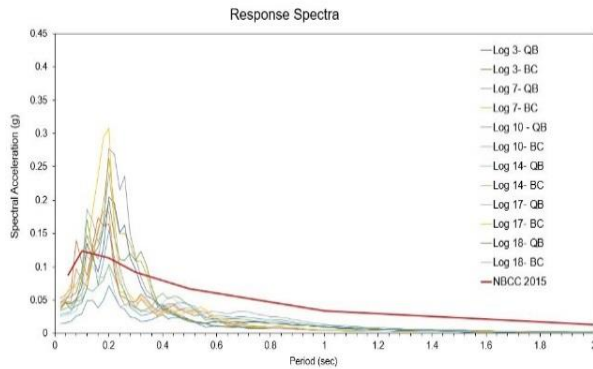 Response Spectra
0.45
0.4
0.35
0.3
0.25
0.2
0.15
0.1
0.05
0
Spectral Acceleration (g)
Log 3- QB
Log 3- BC
Log 7- QB
Log 7- BC
Log 10 - QB
Log 10- BC
Log 14- QB
Log 14- BC
Log 17- QB
Log 17- BC
Log 18- QB
Log 18- BC
NBCC 2015
0 0.2 0.4 0.6 0.8 1 1.2 1.4 1.6 1.8 2
Period (sec)